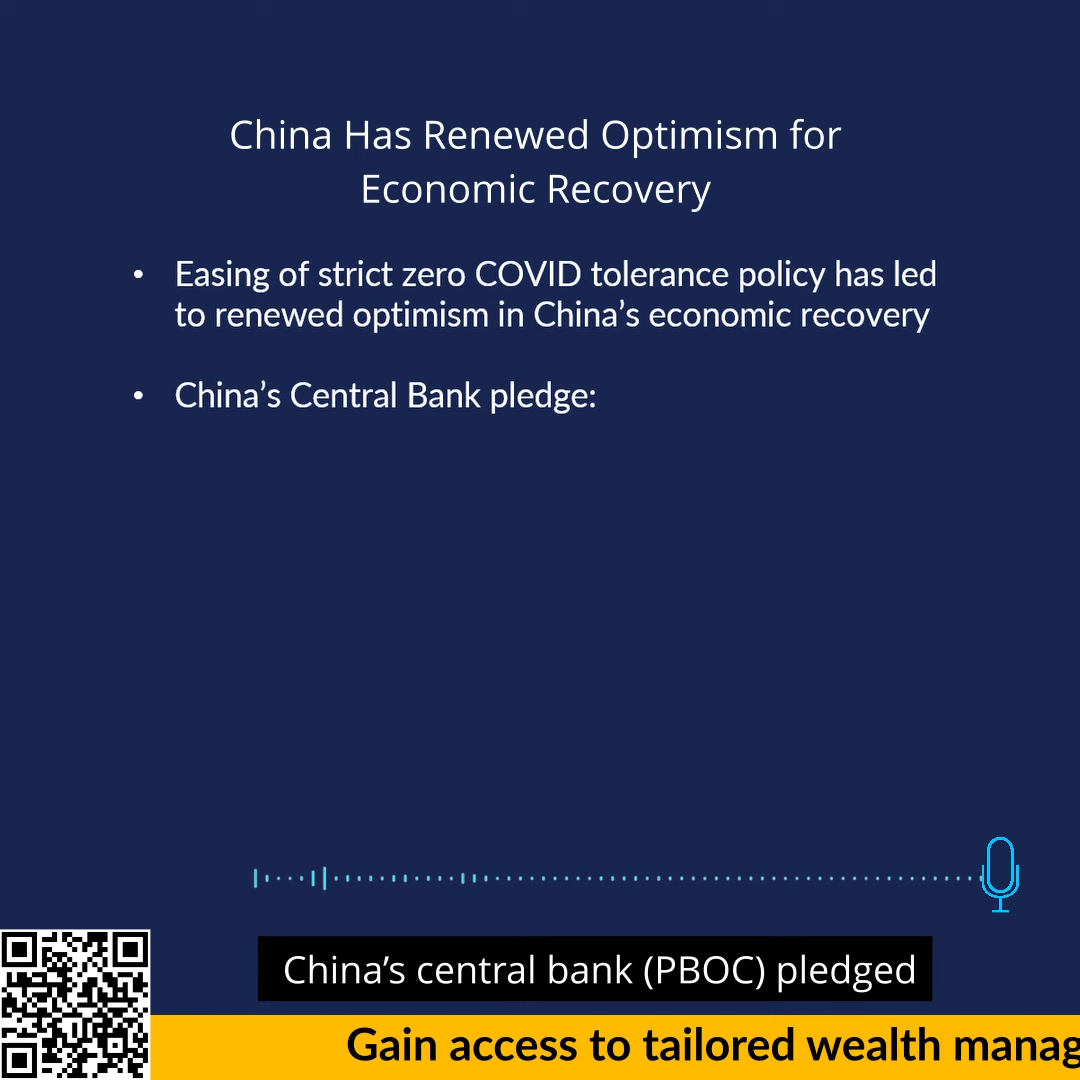 China Has Renewed Optimism for
Economic Recovery
• Easing of strict zero COVID tolerance policy has led
to renewed optimism in China’s economic recovery
• China’s Central Bank pledge:
China’s central bank (PBOC) pledged
Gain access to tailored wealth manag